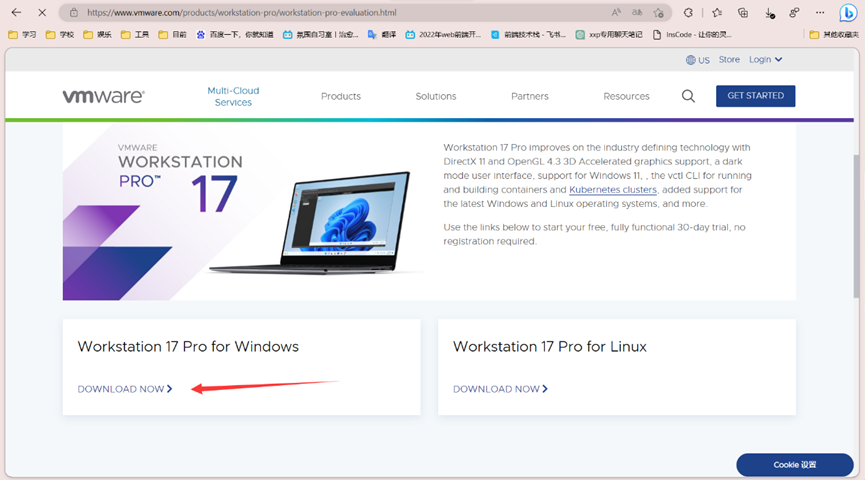 https://www.vmware.com/products/workstation-pro/workstation-pro-evaluation.html
学习 学校 娱乐 工具 目前 百度一下,你就知道 氛围自习室 | 治愈... 翻译 2022年web前端开... 前端技术栈 - 飞书... xxp专用聊天笔记 InsCode - 让你的灵... 其他收藏夹
US Store Login
vmware®
Multi-Cloud
Services
Products Solutions Partners Resources GET STARTED
VMWARE
WORKSTATION
PRO™ 17
Workstation 17 Pro improves on the industry defining technology with
DirectX 11 and OpenGL 4.3 3D Accelerated graphics support, a dark
mode user interface, support for Windows 11, , the vctl CLI for running
and building containers and Kubernetes clusters, added support for
the latest Windows and Linux operating systems, and more.
Use the links below to start your free, fully functional 30-day trial, no
registration required.
Workstation 17 Pro for Windows
DOWNLOAD NOW
Workstation 17 Pro for Linux
DOWNLOAD NOW
Cookie 设置